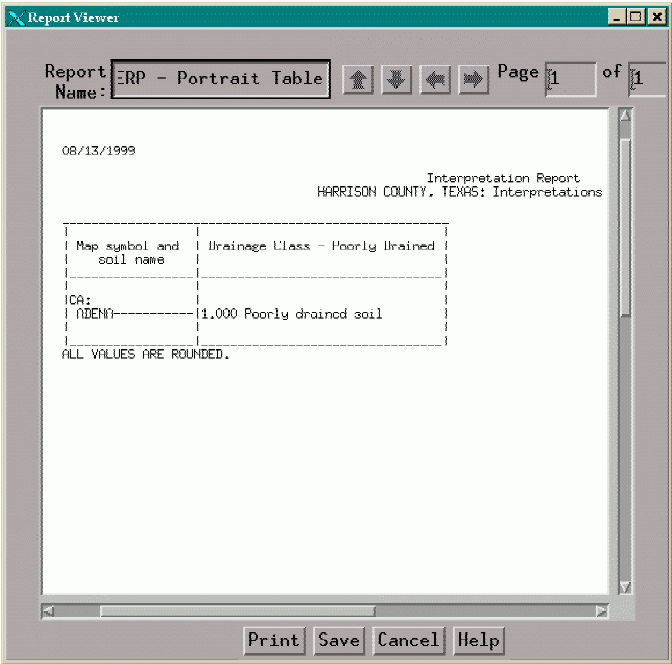 Report Viewer
Report Name: ERP - Portrait Table Page 1 of 1
08/13/1999
Interpretation Report
HARRISON COUNTY, TEXAS: Interpretations
Map symbol and soil name | Drainage Class - Poorly Drained
CA:
ADENA-----------|1.000 Poorly drained soil
ALL VALUES ARE ROUNDED.
Print Save Cancel Help